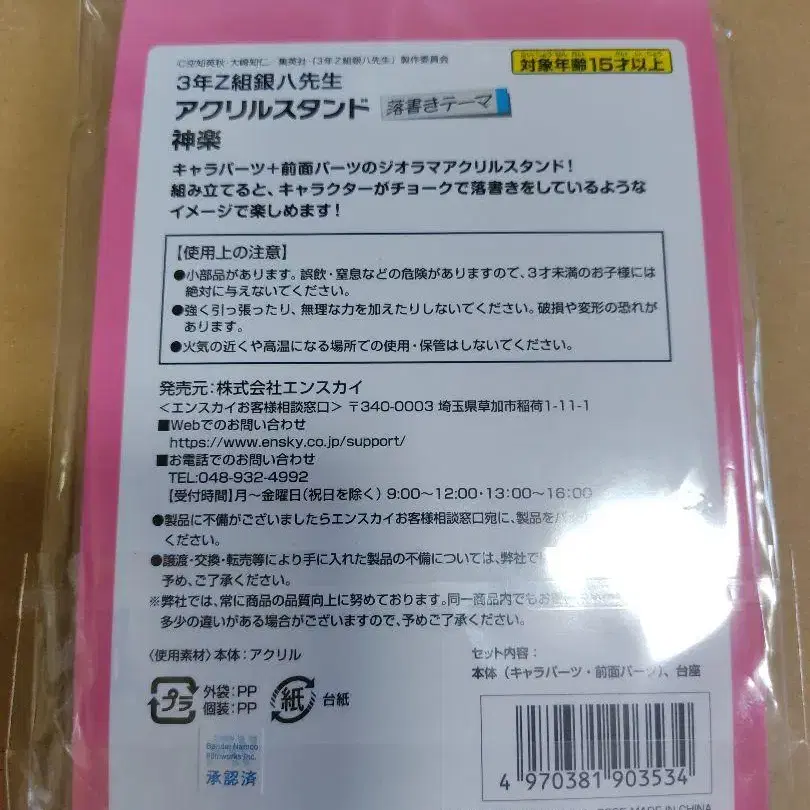 ©空知英秋・大崎知仁／集英社・「3年Z組銀八先生」製作委員会
対象年齢15才以上
3年Z組銀八先生
アクリルスタンド 落書きテーマ
神楽
キャラパーツ+前面パーツのジオラマアクリルスタンド!
組み立てると、キャラクターがチョークで落書きをしているような
イメージで楽しめます!
【使用上の注意】
●小部品があります。誤飲・窒息などの危険がありますので、3才未満のお子様には
絶対に与えないでください。
●強く引っ張ったり、無理な力を加えたりしないでください。破損や変形の恐れが
あります。
●火気の近くや高温になる場所での使用・保管はしないでください。
発売元:株式会社エンスカイ
<エンスカイお客様相談窓口> 〒340-0003 埼玉県草加市稲荷1-11-1
■Webでのお問い合わせ
https://www.ensky.co.jp/support/
■お電話でのお問い合わせ
TEL:048-932-4992
【受付時間】月〜金曜日(祝日を除く) 9:00〜12:00・13:00〜16:00
●製品に不備がございましたらエンスカイお客様相談窓口宛に、製品を
ください。
●譲渡・交換・転売等により手に入れた製品の不備については、弊社では
予め、ご了承ください。
※弊社では、常に商品の品質向上に努めております。同一商品内でも
多少の違いがある場合がございますので、予めご了承ください。
〈使用素材〉本体:アクリル
セット内容:
本体(キャラパーツ・前面パーツ)、台座
プラ 外袋:PP
個装:PP
紙 台紙
Bandai Namco
Filmworks Inc.
承認済
4 970381 903534
MADE IN CHINA